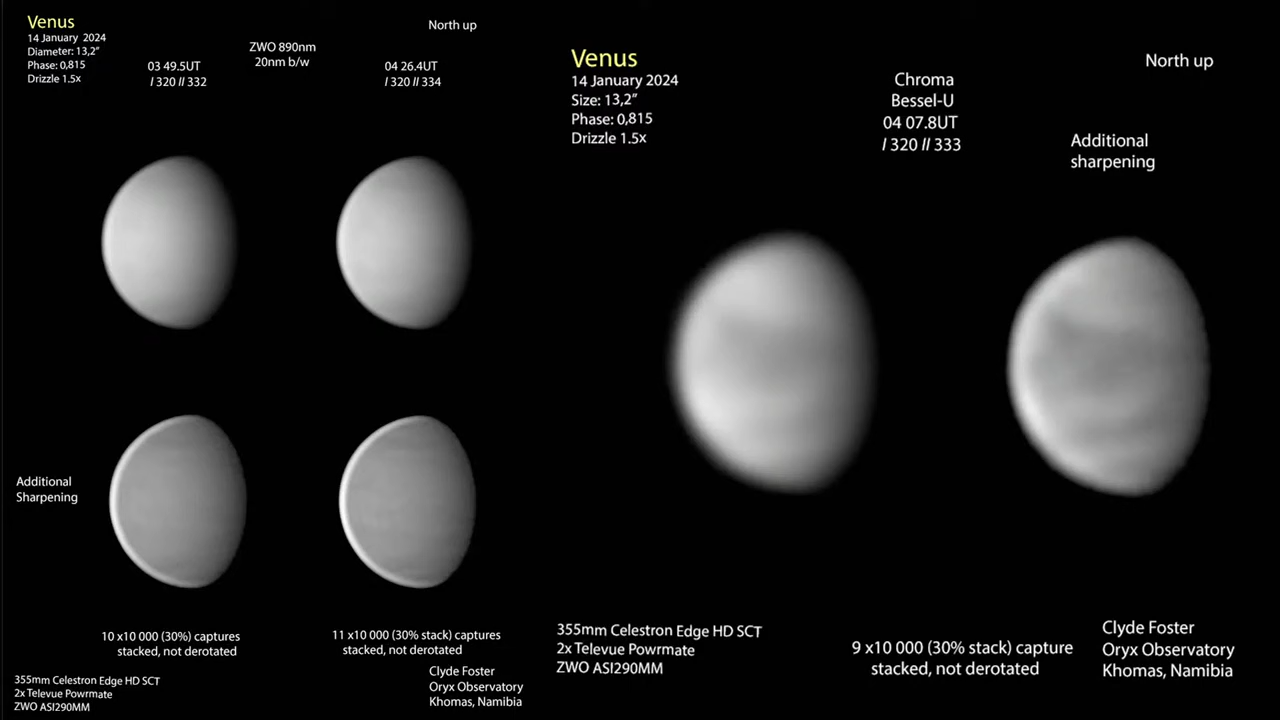 Venus
14 January 2024
Diameter: 13,2”
Phase: 0,815
Drizzle 1.5x
03 49.5UT
I 320 II 332
ZWO 890nm
20nm b/w
North up
04 26.4UT
I 320 II 334
Additional
Sharpening
10 x10 000 (30%) captures
stacked, not derotated
11 x10 000 (30% stack) captures
stacked, not derotated
355mm Celestron Edge HD SCT
2x Televue Powrmate
ZWO ASI290MM
Clyde Foster
Oryx Observatory
Khomas, Namibia
Venus
14 January 2024
Size: 13,2”
Phase: 0,815
Drizzle 1.5x
Chroma
Bessel-U
04 07.8UT
I 320 II 333
North up
Additional
sharpening
355mm Celestron Edge HD SCT
2x Televue Powrmate
ZWO ASI290MM
9 x10 000 (30% stack) capture
stacked, not derotated
Clyde Foster
Oryx Observatory
Khomas, Namibia